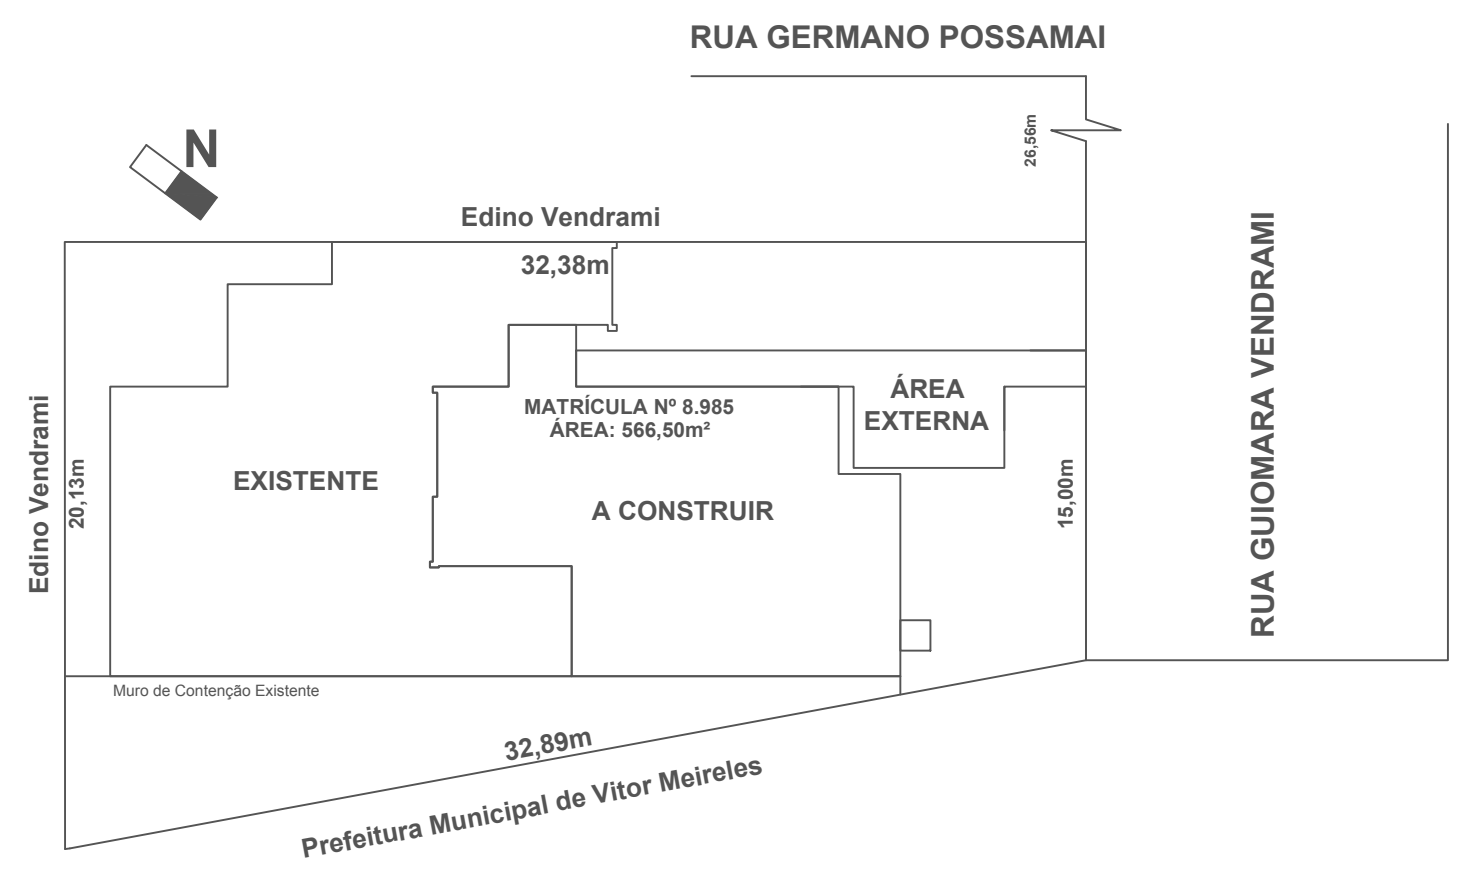 RUA GERMANO POSSAMAI
26,56m
N
Edino Vendrami
32,38m
RUA GUIOMARA VENDRAMI
ÁREA
EXTERNA
MATRÍCULA Nº 8.985
ÁREA: 566,50m²
Edino Vendrami
20,13m
EXISTENTE
A CONSTRUIR
15,00m
Muro de Contenção Existente
32,89m
Prefeitura Municipal de Vitor Meireles